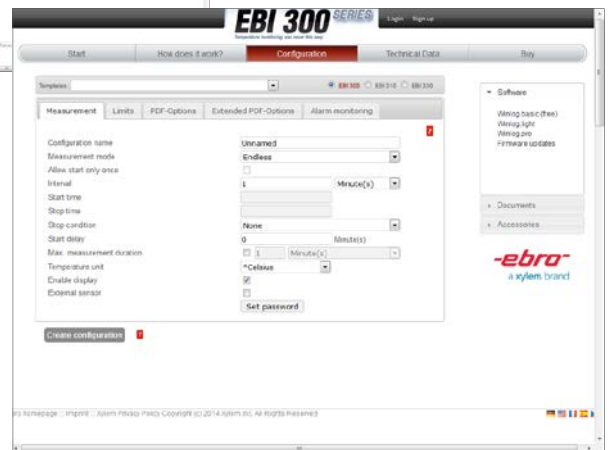 EBI 300 SERIES
Temperature monitoring was never this easy
Login Sign up
Start How does it work? Configuration Technical Data Buy
Templates: EBI 300 EBI 310 EBI 330
Measurement Limits PDF-Options Extended PDF-Options Alarm monitoring
?
Configuration name Unnamed
Measurement mode Endless
Allow start only once
Interval 1 Minute(s)
Start time
Stop time
Stop condition None
Start delay 0 Minute(s)
Max. measurement duration 1 Minute(s)
Temperature unit °Celsius
Enable display
External sensor
Set password
Create configuration ?
Software
Winlog.basic (free)
Winlog.light
Winlog.pro
Firmware updates
Documents
Accessories
-ebro-
a xylem brand
homepage :: Imprint :: Xylem Privacy Policy Copyright (c) 2014 Xylem Inc. All Rights Reserved